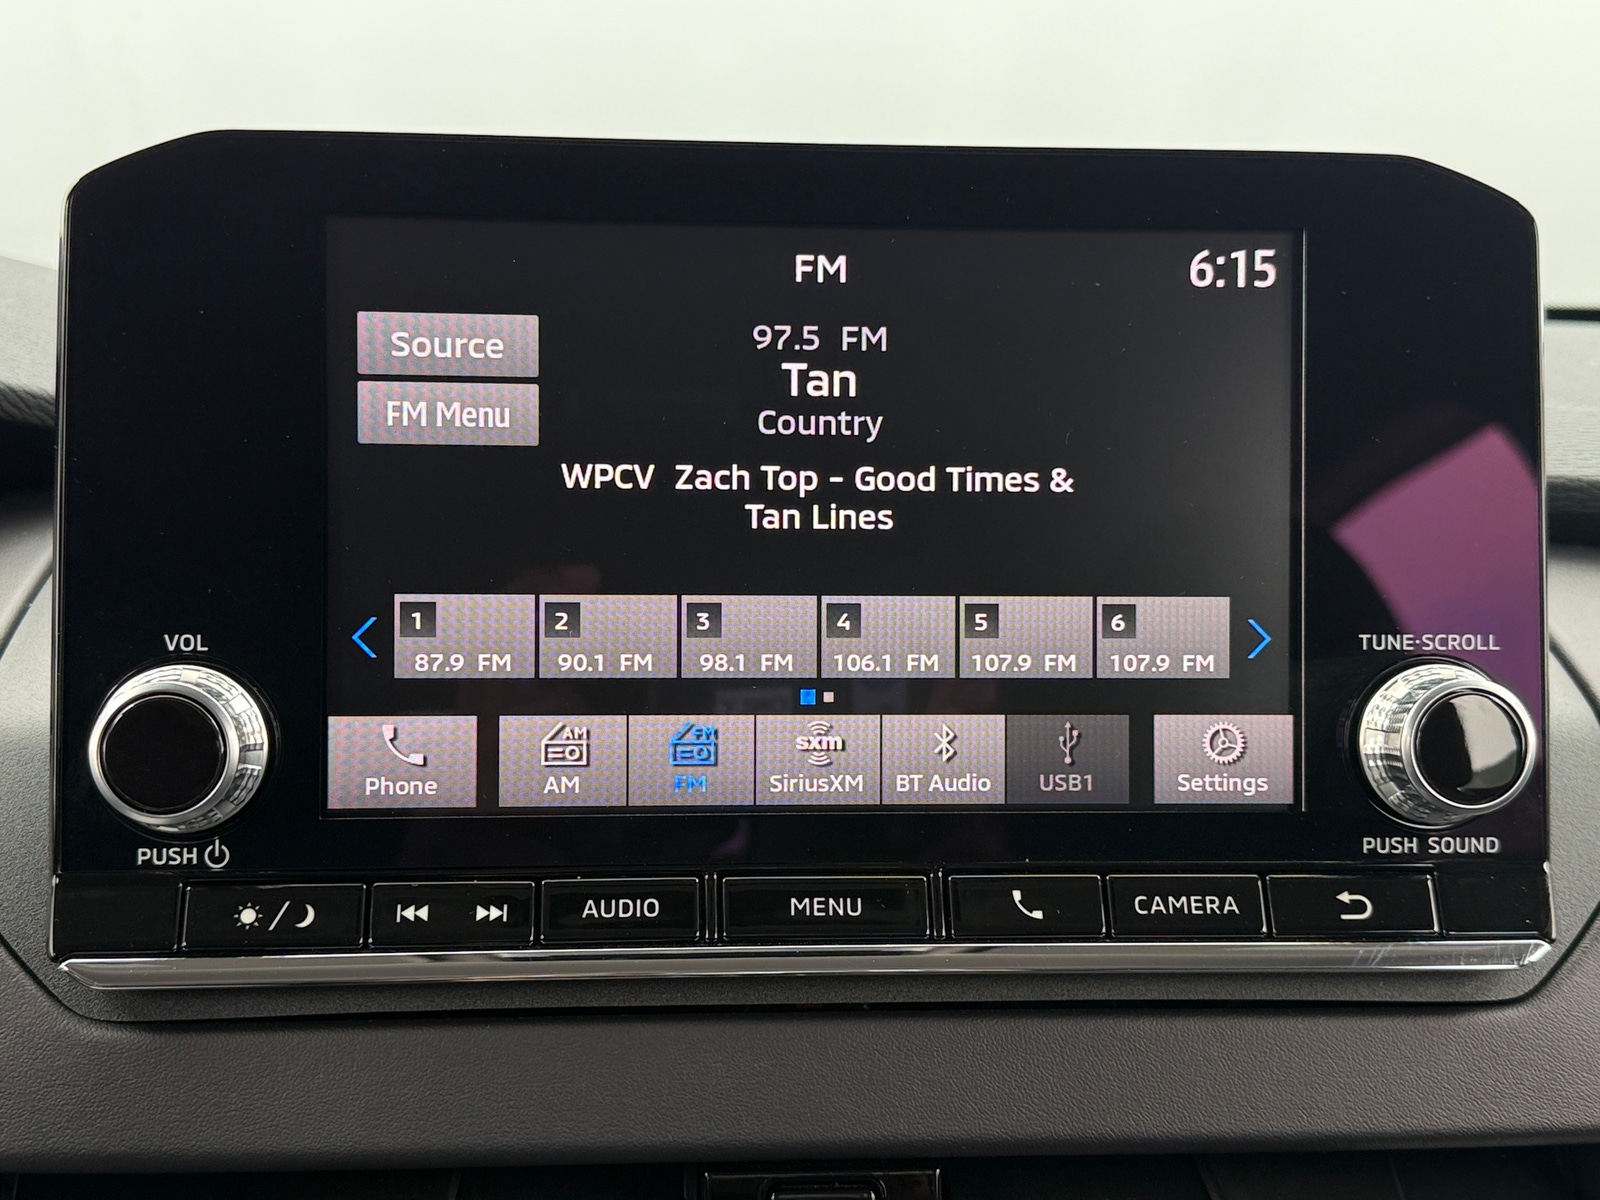 FM
6:15
Source
97.5 FM
Tan
FM Menu
Country
WPCV Zach Top - Good Times &
Tan Lines
1
2
3
4
5
6
87.9 FM
90.1 FM
98.1 FM
106.1 FM
107.9 FM
107.9 FM
VOL
TUNE·SCROLL
AM
FM
sxm
Phone
AM
FM
SiriusXM
BT Audio
USB1
Settings
PUSH
PUSH SOUND
AUDIO
MENU
CAMERA